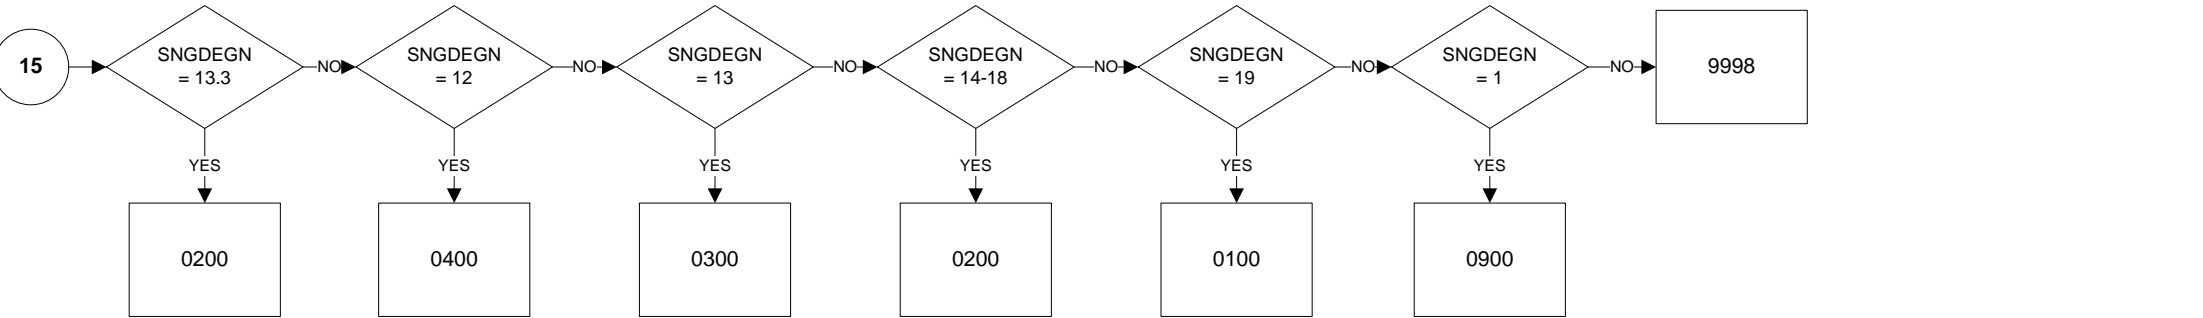 15
SNGDEGN
= 13.3
NO
SNGDEGN
= 12
NO
SNGDEGN
= 13
NO
SNGDEGN
= 14-18
NO
SNGDEGN
= 19
NO
SNGDEGN
= 1
NO
9998
YES
YES
YES
YES
YES
YES
0200
0400
0300
0200
0100
0900